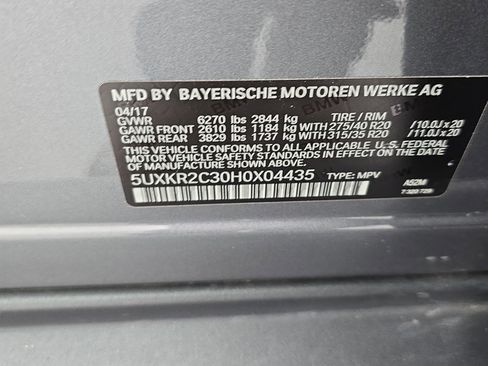 MFD BY BAYERISCHE MOTOREN WERKE AG
04/17
GVWR 6270 lbs 2844 kg TIRE / RIM
GAWR FRONT 2610 lbs 1184 kg WITH 275/40 R20 /10.0J x 20
GAWR REAR 3829 lbs 1737 kg WITH 315/35 R20 /11.0J x 20
THIS VEHICLE CONFORMS TO ALL APPLICABLE U.S. FEDERAL
MOTOR VEHICLE SAFETY STANDARDS IN EFFECT ON THE DATE OF
MANUFACTURE SHOWN ABOVE.
5UXKR2C30H0X04435 TYPE: MPV